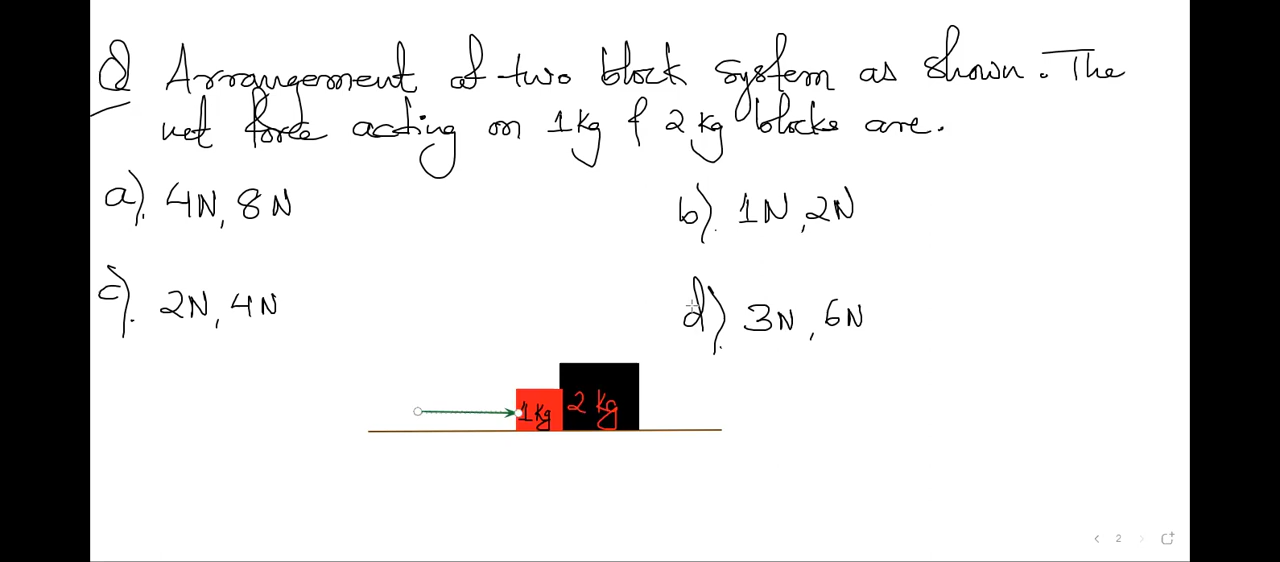 Q Arrangement of two block system as shown. The
net force acting on 1kg & 2kg blocks are.
a). 4N, 8N
b). 1N, 2N
c). 2N, 4N
d). 3N, 6N
1kg 2 kg
2